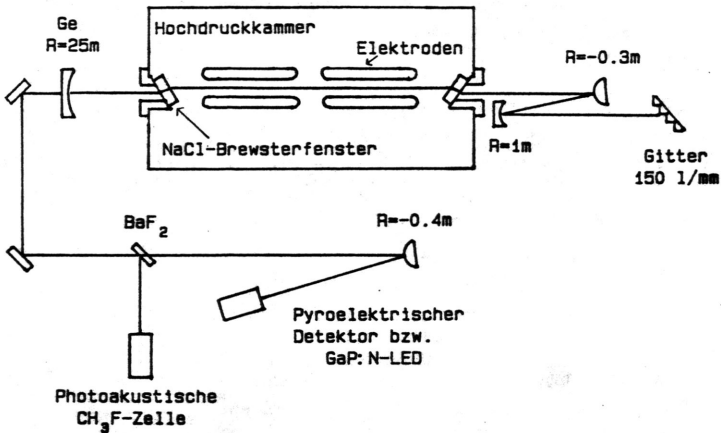 Ge
R=25m
Hochdruckkammer
Elektroden
R=-0.3m
NaCl-Brewsterfenster
R=1m
Gitter
150 l/mm
BaF2
R=-0.4m
Pyroelektrischer
Detektor bzw.
GaP:N-LED
Photoakustische
CH3F-Zelle